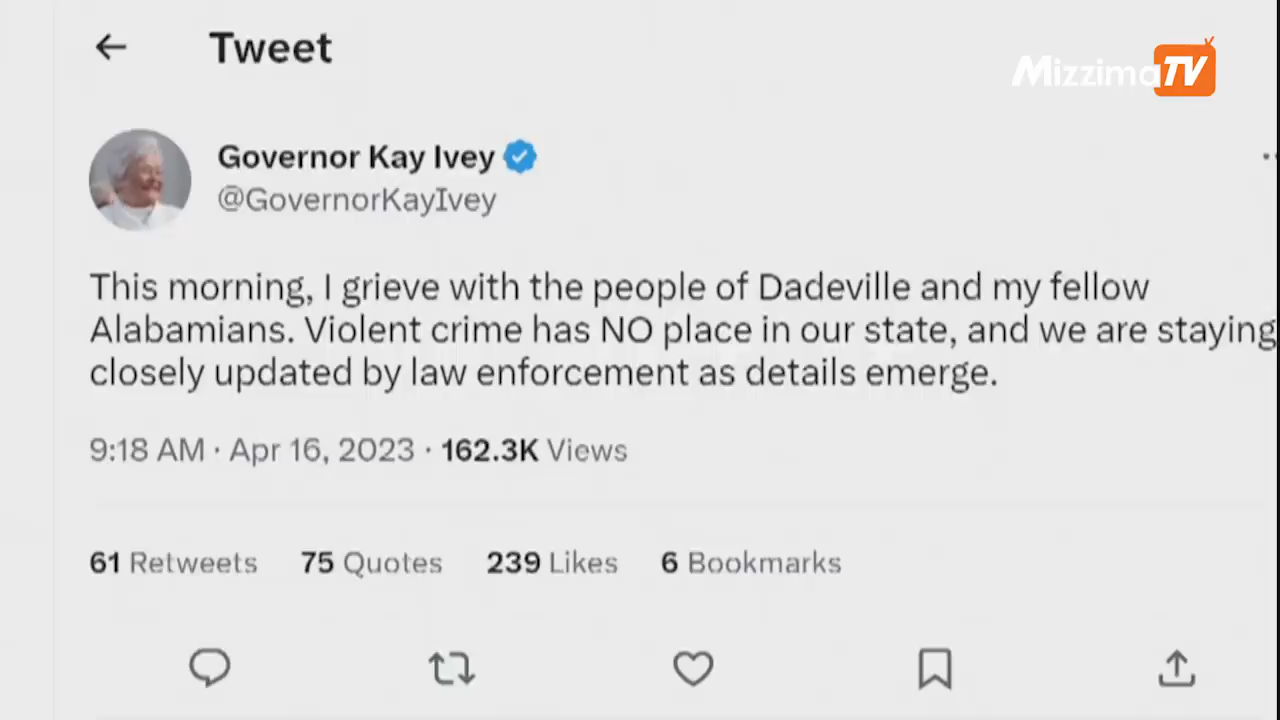 Tweet
MizzimaTV
Governor Kay Ivey
@GovernorKayIvey
This morning, I grieve with the people of Dadeville and my fellow
Alabamians. Violent crime has NO place in our state, and we are staying
closely updated by law enforcement as details emerge.
9:18 AM · Apr 16, 2023 · 162.3K Views
61 Retweets 75 Quotes 239 Likes 6 Bookmarks